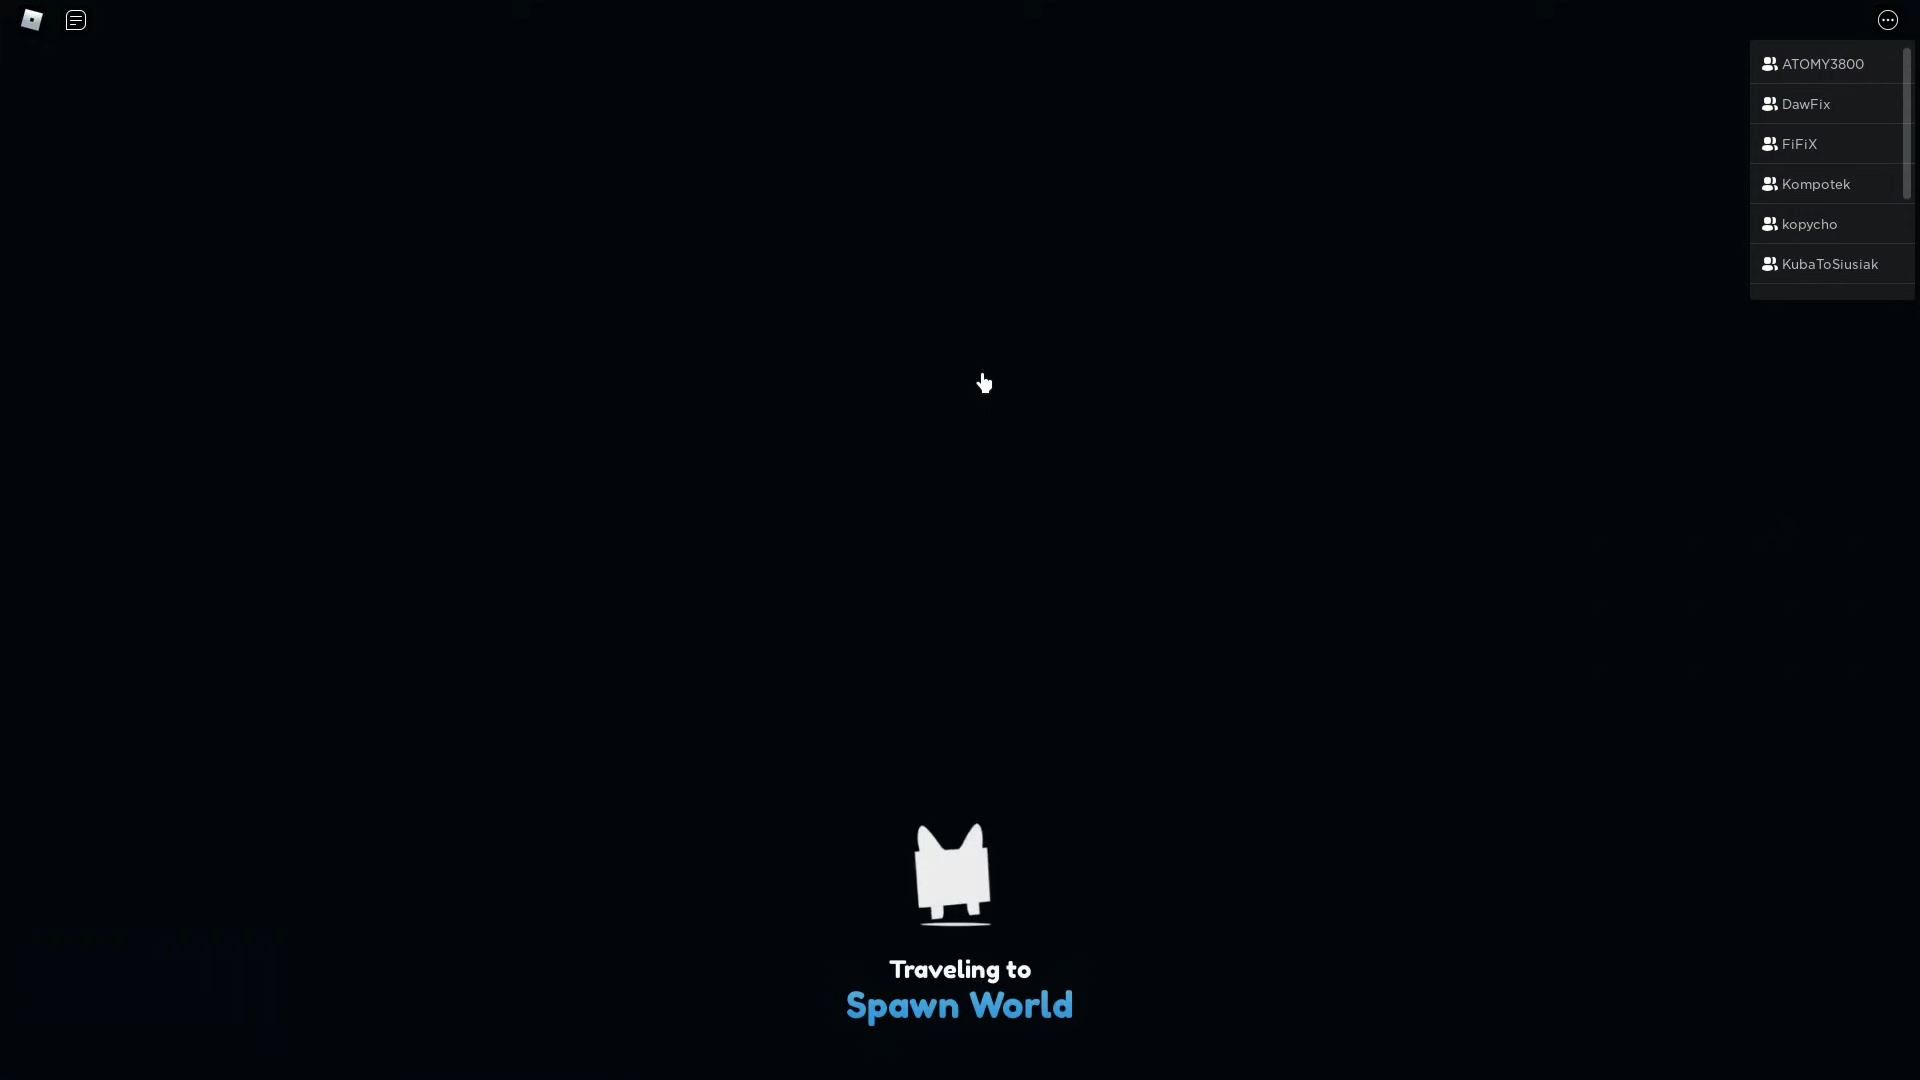 ATOMY3800
DawFix
FiFiX
Kompotek
kopycho
KubaToSiusiak
Traveling to
Spawn World